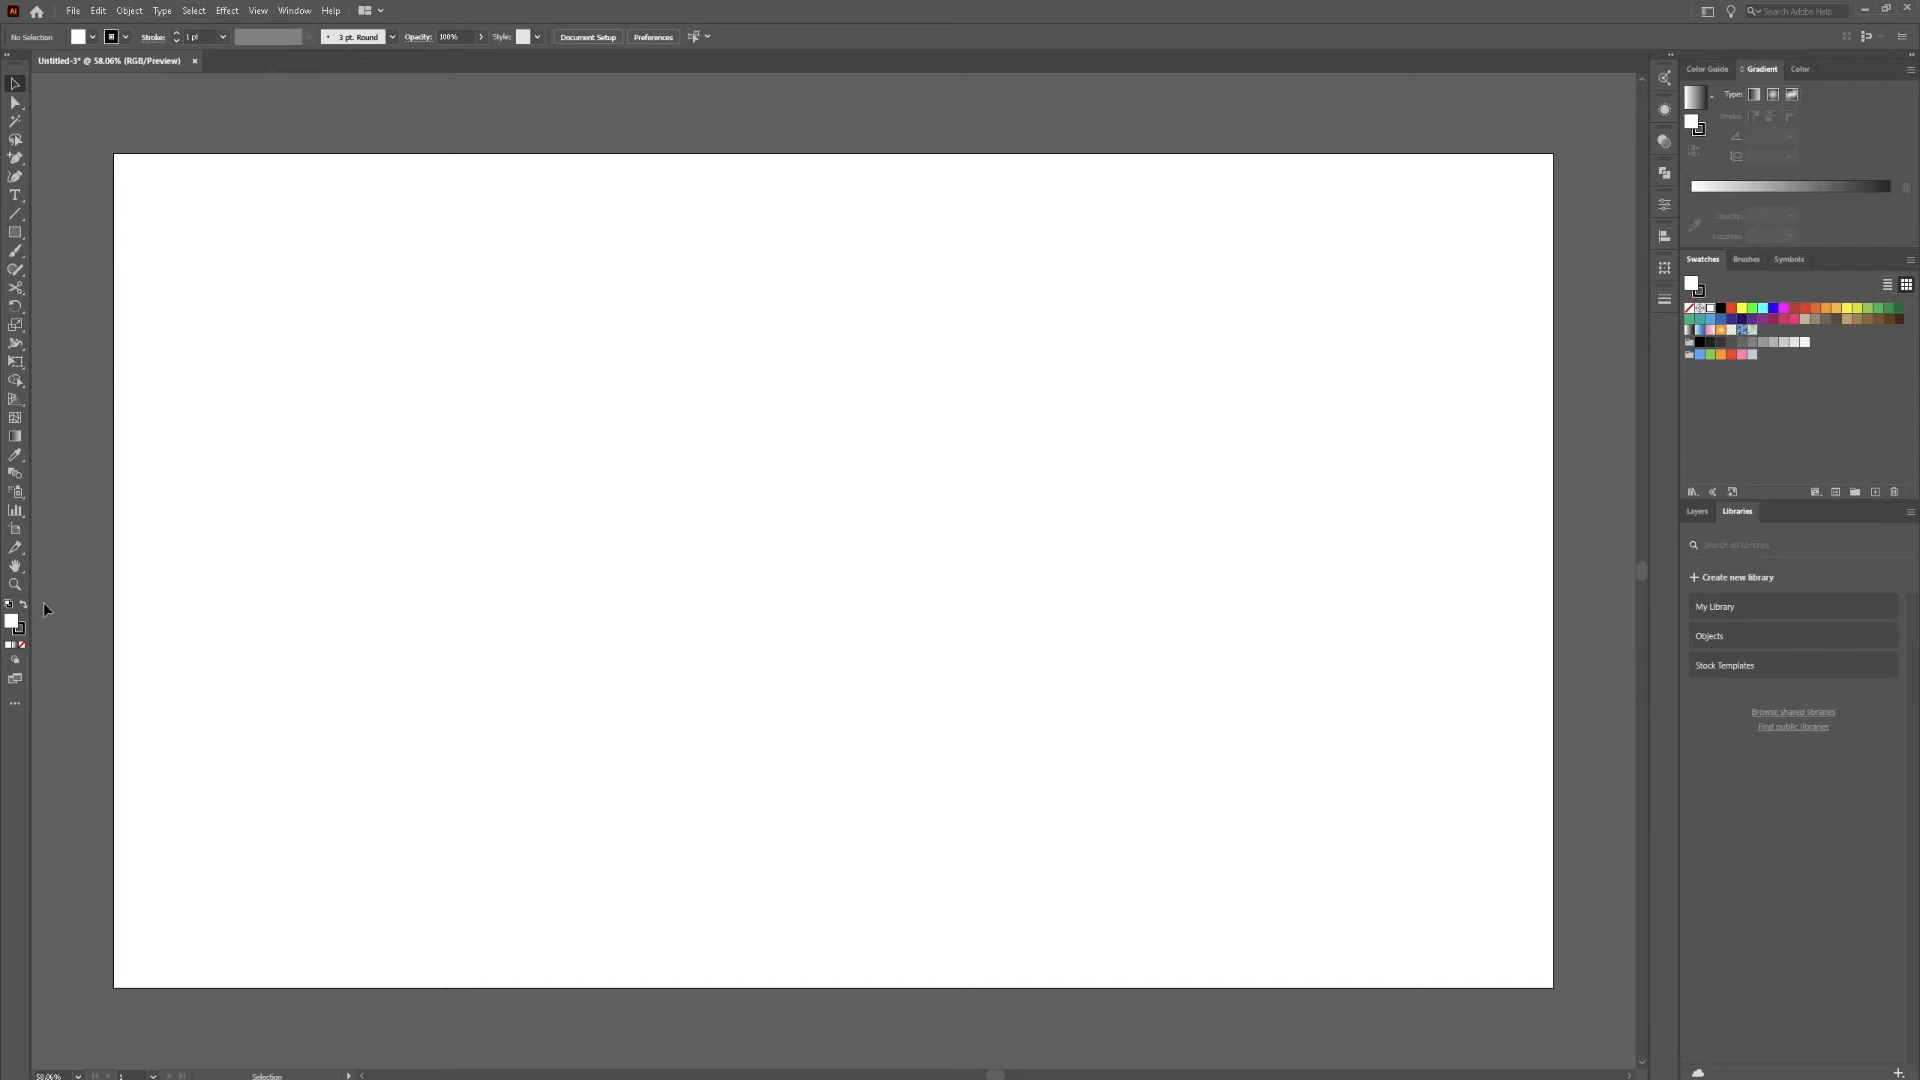 Ai File Edit Object Type Select Effect View Window Help Search Adobe Help
No Selection Stroke: 1 pt 3 pt. Round Opacity: 100% Style: Document Setup Preferences
Untitled-3* @ 58.06% (RGB/Preview) ×
Color Guide Gradient Color
Type:
Stroke:
Opacity:
Location:
Swatches Brushes Symbols
Layers Libraries
Search all libraries
+ Create new library
My Library
Objects
Stock Templates
Browse shared libraries
Find public libraries
58.06% 1 Selection